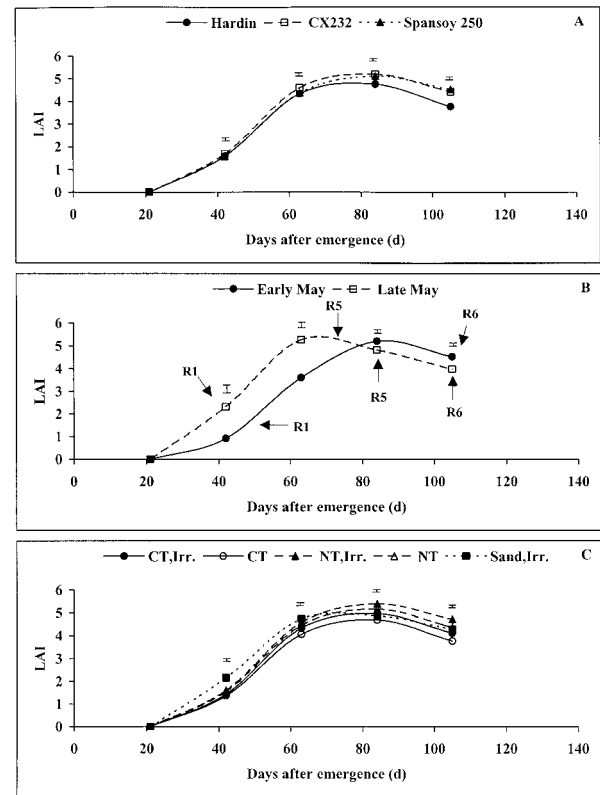 Hardin CX232 Spansoy 250 A
6
5
4
3
2
1
0
LAI
0 20 40 60 80 100 120 140
Days after emergence (d)
Early May Late May B
6
5
4
3
2
1
0
LAI
R1
R5
R6
R1
R5
R6
0 20 40 60 80 100 120 140
Days after emergence (d)
CT,Irr. CT NT,Irr. NT Sand,Irr. C
6
5
4
3
2
1
0
LAI
0 20 40 60 80 100 120 140
Days after emergence (d)